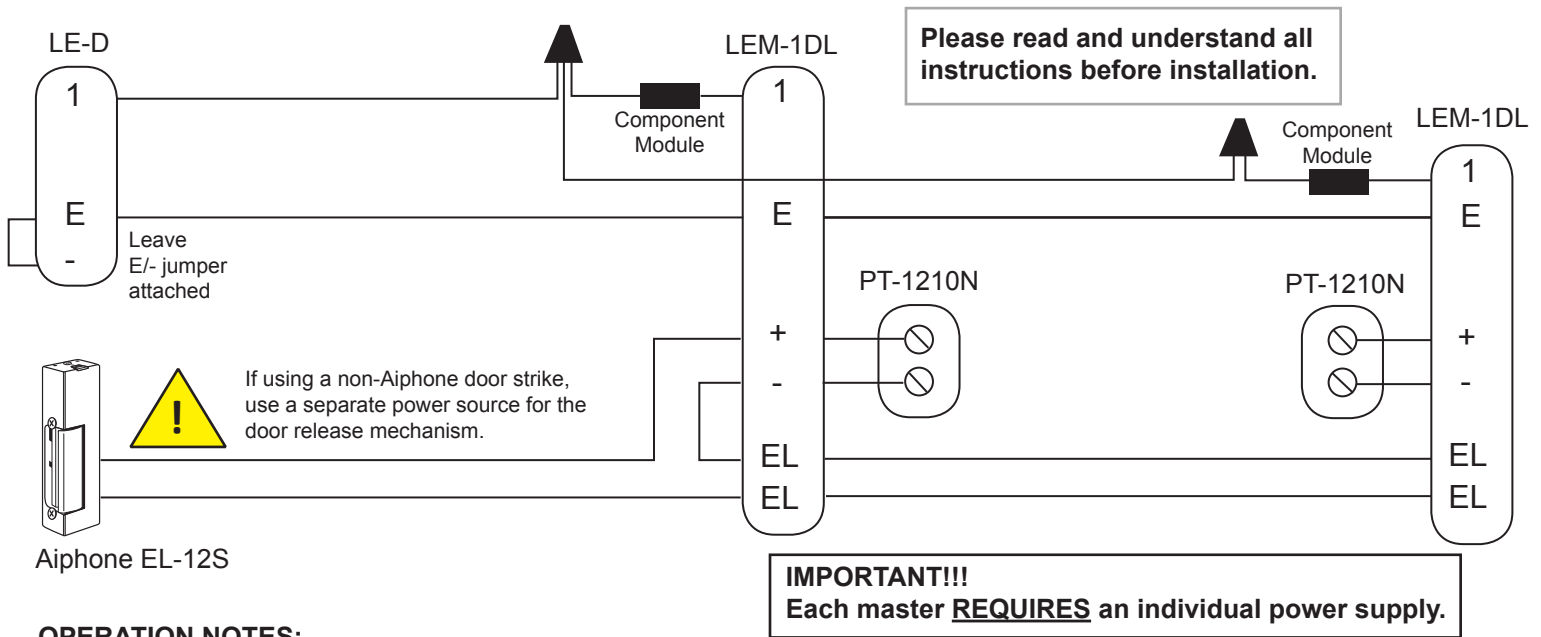 LE-D
1
E
-
Leave
E/- jumper
attached
Component
Module
LEM-1DL
1
E
+
-
EL
EL
Please read and understand all
instructions before installation.
Component
Module
LEM-1DL
1
E
+
-
EL
EL
PT-1210N
PT-1210N
!
If using a non-Aiphone door strike,
use a separate power source for the
door release mechanism.
Aiphone EL-12S
IMPORTANT!!!
Each master REQUIRES an individual power supply.
OPERATION NOTES: